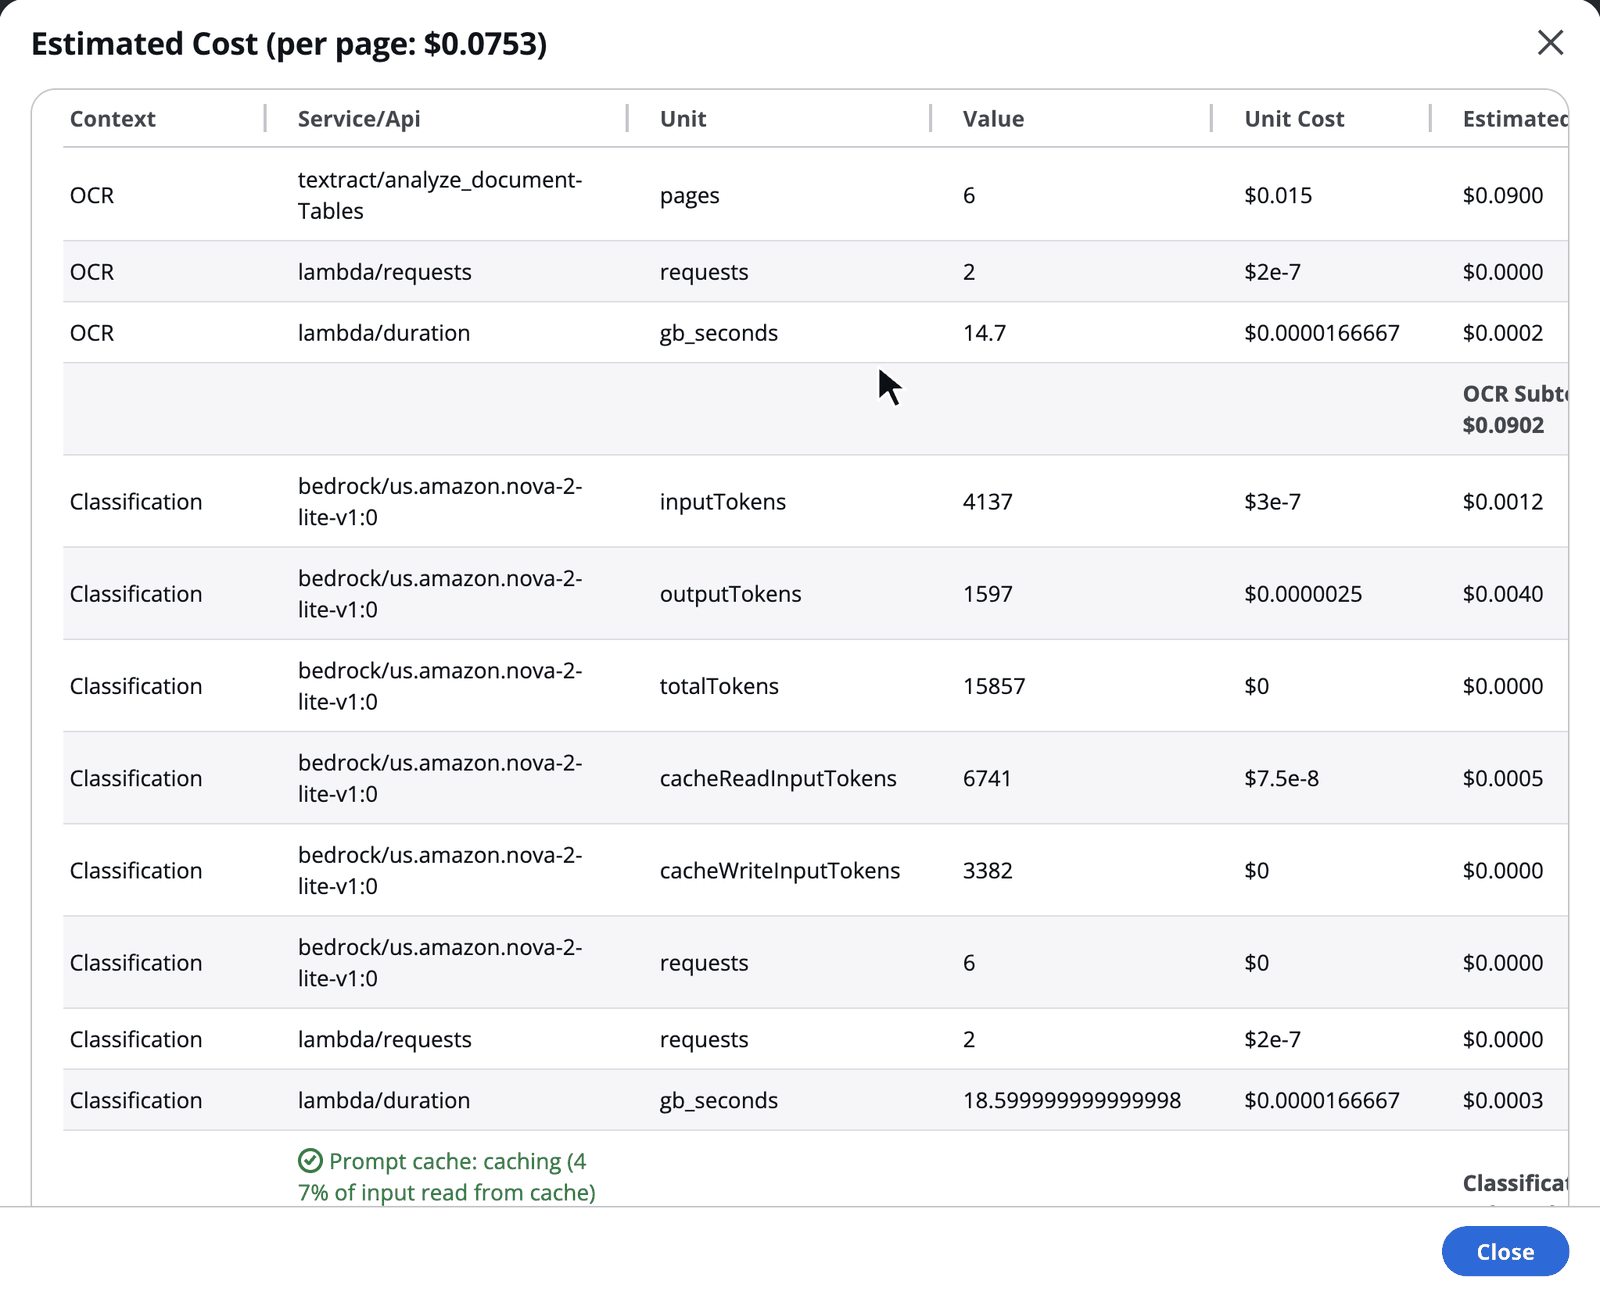 Estimated Cost (per page: $0.0753)
Context Service/Api Unit Value Unit Cost Estimated
OCR textract/analyze_document-
Tables pages 6 $0.015 $0.0900
OCR lambda/requests requests 2 $2e-7 $0.0000
OCR lambda/duration gb_seconds 14.7 $0.0000166667 $0.0002
OCR Subto
$0.0902
Classification bedrock/us.amazon.nova-2-
lite-v1:0 inputTokens 4137 $3e-7 $0.0012
Classification bedrock/us.amazon.nova-2-
lite-v1:0 outputTokens 1597 $0.0000025 $0.0040
Classification bedrock/us.amazon.nova-2-
lite-v1:0 totalTokens 15857 $0 $0.0000
Classification bedrock/us.amazon.nova-2-
lite-v1:0 cacheReadInputTokens 6741 $7.5e-8 $0.0005
Classification bedrock/us.amazon.nova-2-
lite-v1:0 cacheWriteInputTokens 3382 $0 $0.0000
Classification bedrock/us.amazon.nova-2-
lite-v1:0 requests 6 $0 $0.0000
Classification lambda/requests requests 2 $2e-7 $0.0000
Classification lambda/duration gb_seconds 18.599999999999998 $0.0000166667 $0.0003
Prompt cache: caching (4
7% of input read from cache)
Classificat
Close